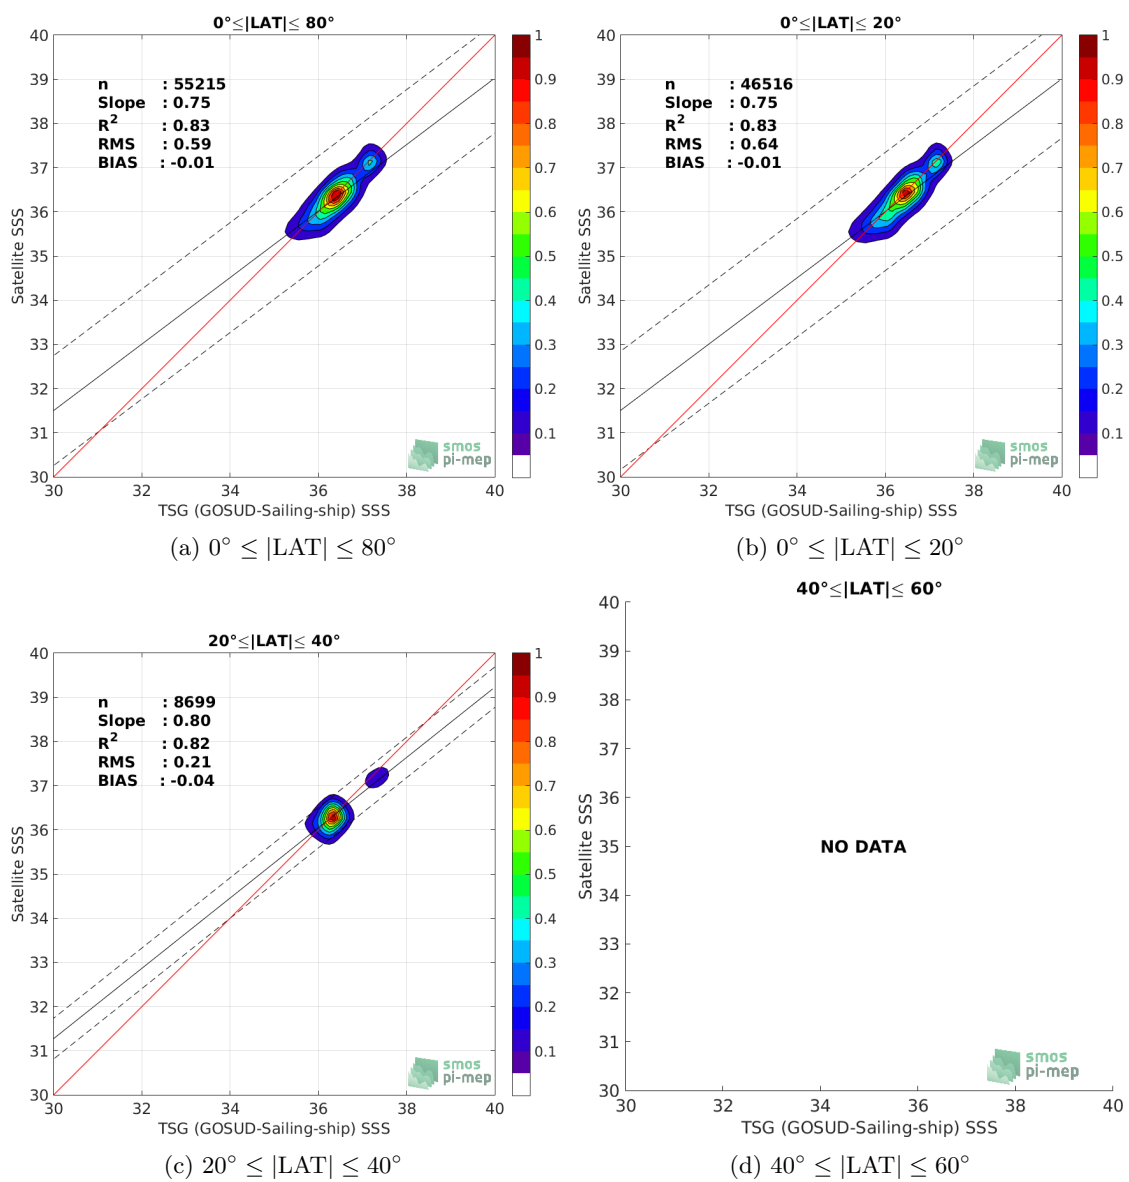 0°≤|LAT|≤ 80°
40
39
38
37
36
35
34
33
32
31
30
Satellite SSS
n : 55215
Slope : 0.75
R² : 0.83
RMS : 0.59
BIAS : -0.01
smos
pi-mep
30 32 34 36 38 40
TSG (GOSUD-Sailing-ship) SSS
1
0.9
0.8
0.7
0.6
0.5
0.4
0.3
0.2
0.1
(a) 0° ≤ |LAT| ≤ 80°
0°≤|LAT|≤ 20°
40
39
38
37
36
35
34
33
32
31
30
Satellite SSS
n : 46516
Slope : 0.75
R² : 0.83
RMS : 0.64
BIAS : -0.01
smos
pi-mep
30 32 34 36 38 40
TSG (GOSUD-Sailing-ship) SSS
1
0.9
0.8
0.7
0.6
0.5
0.4
0.3
0.2
0.1
(b) 0° ≤ |LAT| ≤ 20°
20°≤|LAT|≤ 40°
40
39
38
37
36
35
34
33
32
31
30
Satellite SSS
n : 8699
Slope : 0.80
R² : 0.82
RMS : 0.21
BIAS : -0.04
smos
pi-mep
30 32 34 36 38 40
TSG (GOSUD-Sailing-ship) SSS
1
0.9
0.8
0.7
0.6
0.5
0.4
0.3
0.2
0.1
(c) 20° ≤ |LAT| ≤ 40°
40°≤|LAT|≤ 60°
40
39
38
37
36
35
34
33
32
31
30
Satellite SSS
NO DATA
smos
pi-mep
30 32 34 36 38 40
TSG (GOSUD-Sailing-ship) SSS
(d) 40° ≤ |LAT| ≤ 60°